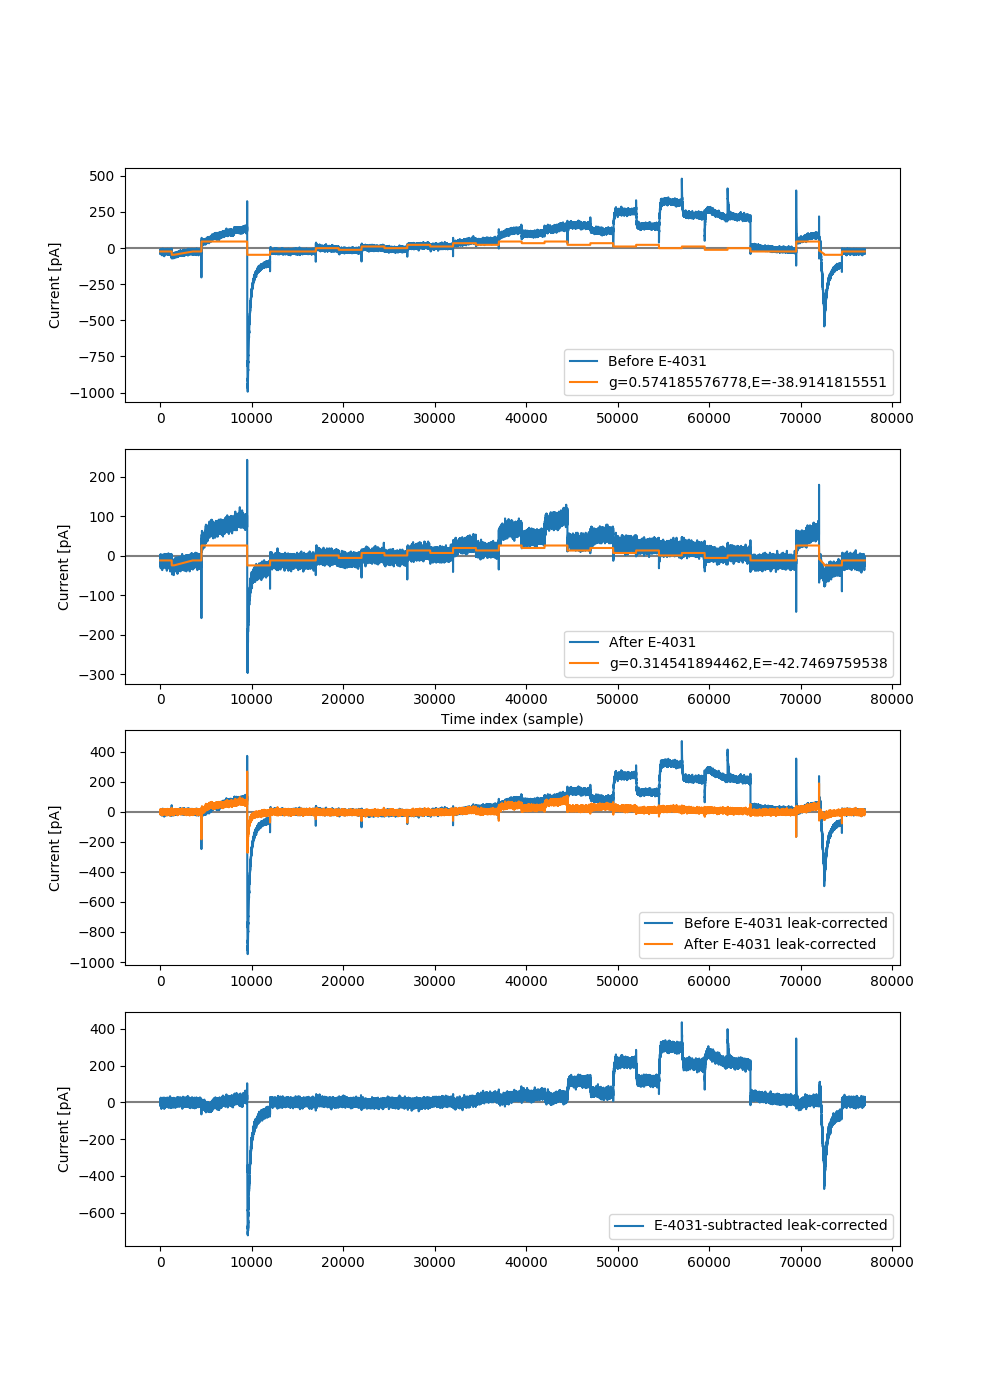 500
250
0
−250
−500
−750
−1000
Current [pA]
Before E-4031
g=0.574185576778,E=-38.9141815551
0 10000 20000 30000 40000 50000 60000 70000 80000
200
100
0
−100
−200
−300
Current [pA]
After E-4031
g=0.314541894462,E=-42.7469759538
0 10000 20000 30000 40000 50000 60000 70000 80000
Time index (sample)
400
200
0
−200
−400
−600
−800
−1000
Current [pA]
Before E-4031 leak-corrected
After E-4031 leak-corrected
0 10000 20000 30000 40000 50000 60000 70000 80000
400
200
0
−200
−400
−600
Current [pA]
E-4031-subtracted leak-corrected
0 10000 20000 30000 40000 50000 60000 70000 80000